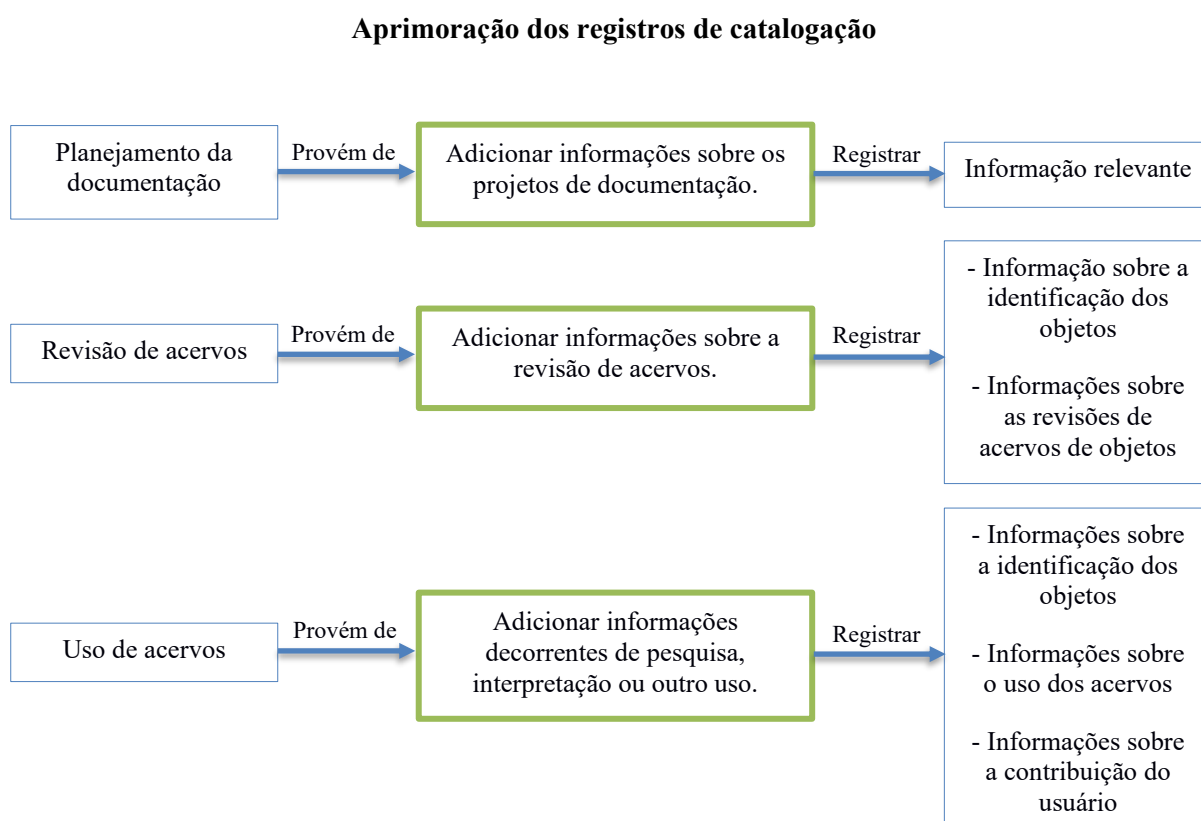 Aprimoração dos registros de catalogação
Planejamento da
documentação
Provém de
Adicionar informações sobre os
projetos de documentação.
Registrar
Informação relevante
Revisão de acervos
Provém de
Adicionar informações sobre a
revisão de acervos.
Registrar
- Informação sobre a
identificação dos
objetos
- Informações sobre
as revisões de
acervos de objetos
Uso de acervos
Provém de
Adicionar informações
decorrentes de pesquisa,
interpretação ou outro uso.
Registrar
- Informações sobre
a identificação dos
objetos
- Informações sobre
o uso dos acervos
- Informações sobre
a contribuição do
usuário